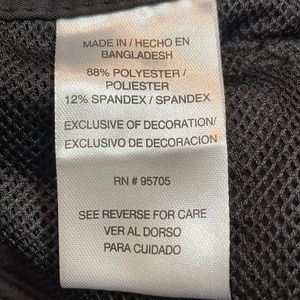 MADE IN / HECHO EN
BANGLADESH
88% POLYESTER /
POLIESTER
12% SPANDEX / SPANDEX
EXCLUSIVE OF DECORATION/
EXCLUSIVO DE DECORACION
RN # 95705
SEE REVERSE FOR CARE
VER AL DORSO
PARA CUIDADO